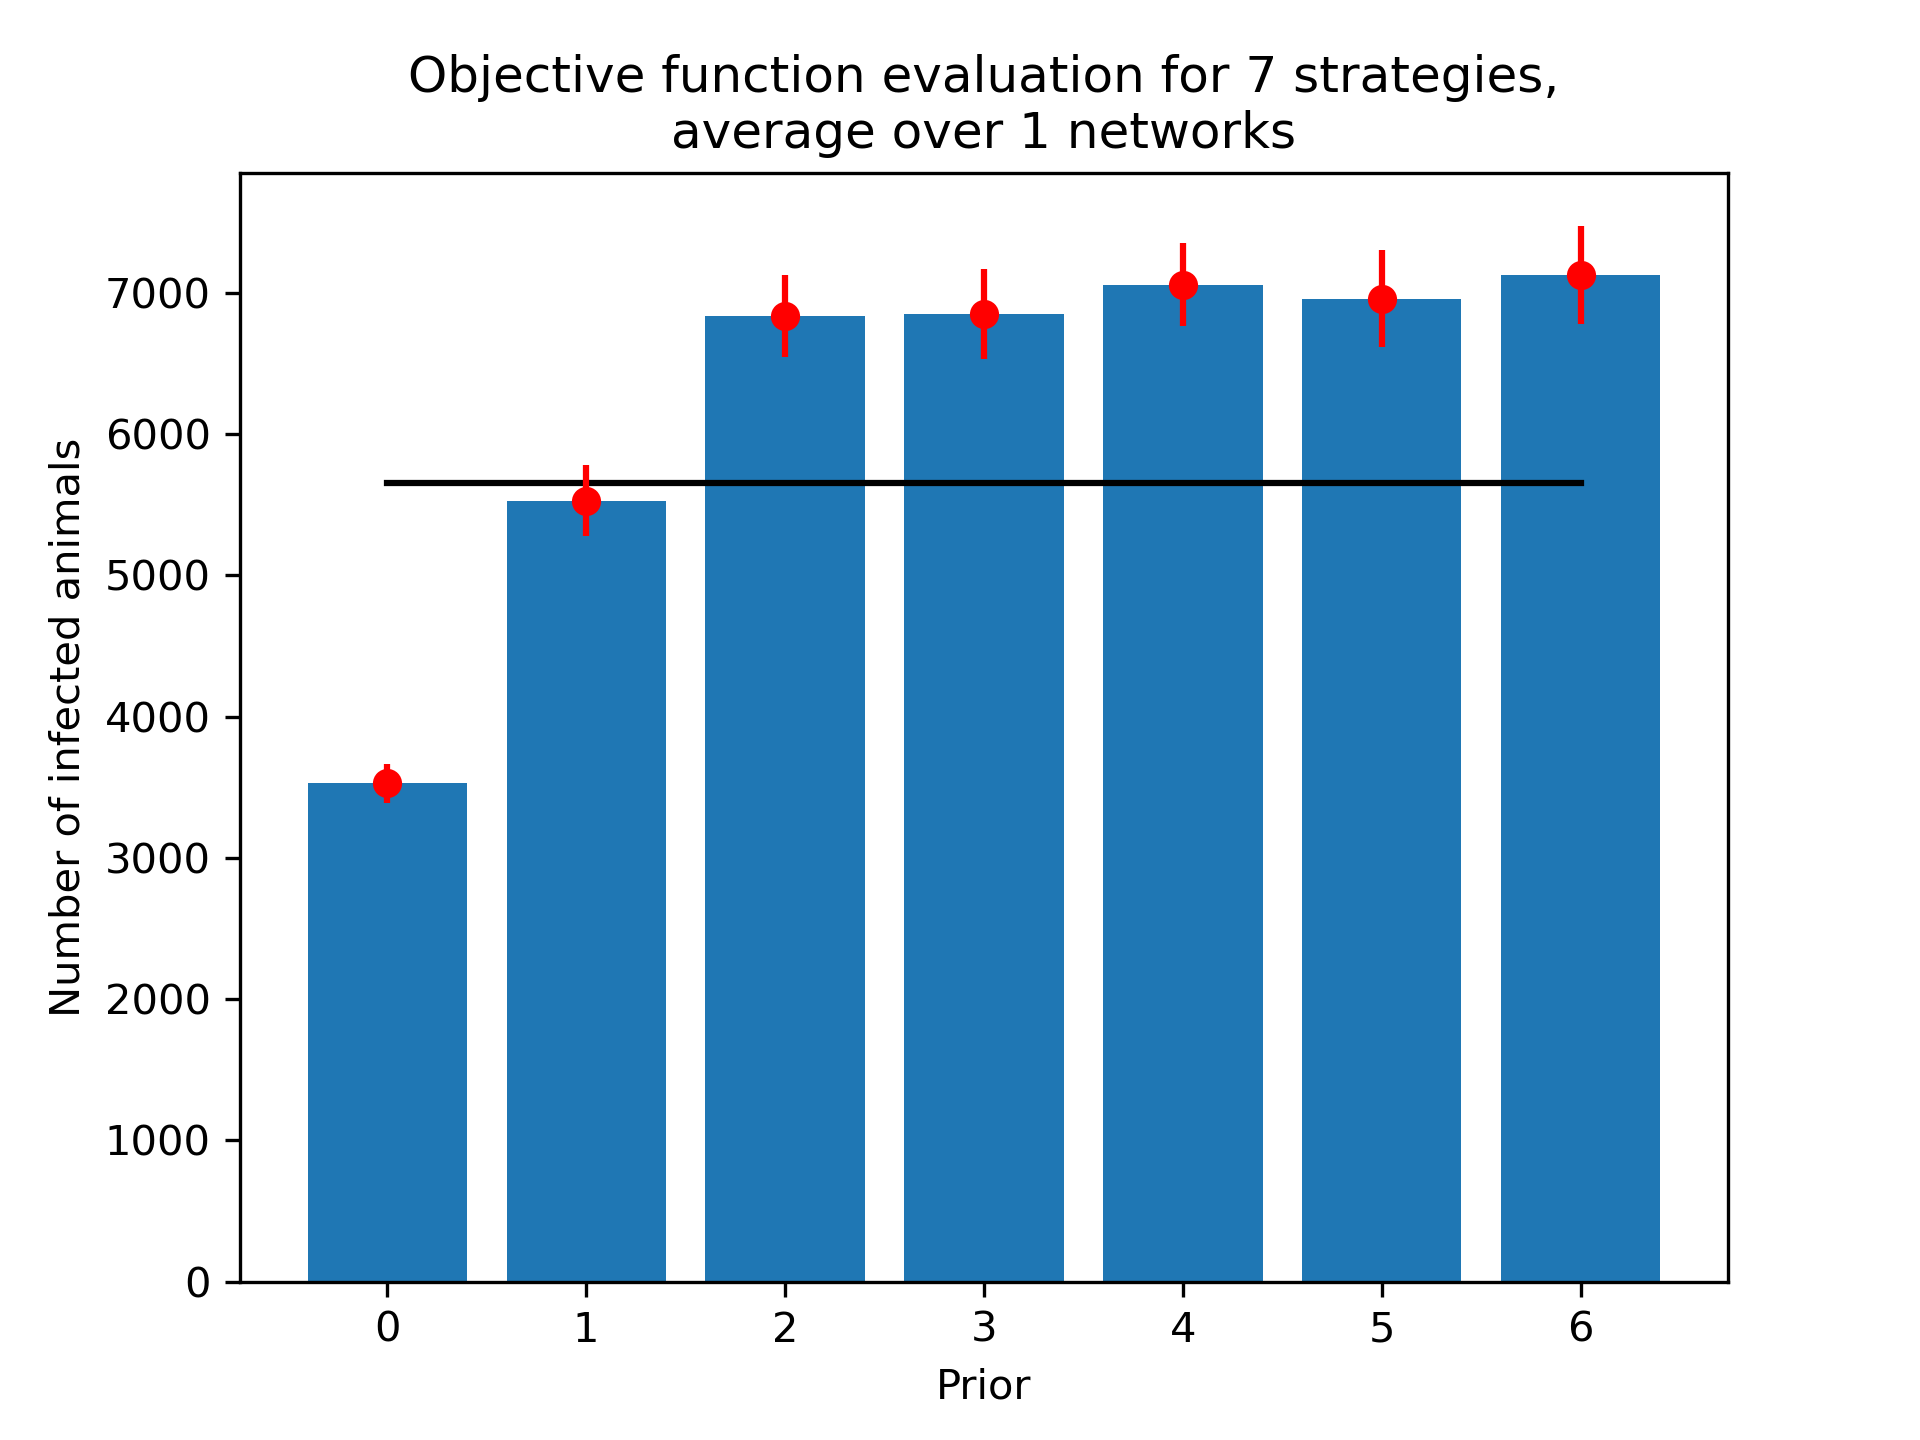 Objective function evaluation for 7 strategies,
average over 1 networks
Number of infected animals
7000
6000
5000
4000
3000
2000
1000
0
0 1 2 3 4 5 6
Prior